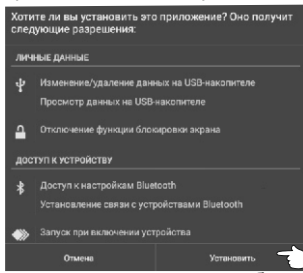 Хотите ли вы установить это приложение? Оно получит
следующие разрешения:
ЛИЧНЫЕ ДАННЫЕ
Изменение/удаление данных на USB-накопителе
Просмотр данных на USB-накопителе
Отключение функции блокировки экрана
ДОСТУП К УСТРОЙСТВУ
Доступ к настройкам Bluetooth
Установление связи с устройствами Bluetooth
Запуск при включении устройства
Отмена
Установить